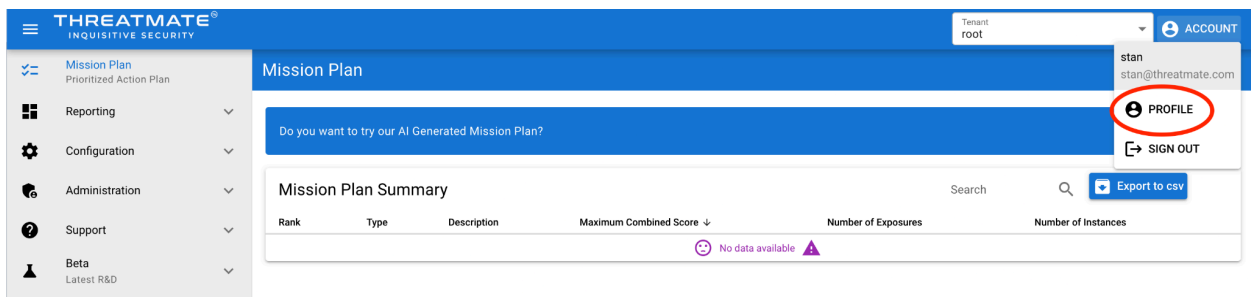 THREATMATE
INQUISITIVE SECURITY
Tenant
root
ACCOUNT
stan
stan@threatmate.com
PROFILE
SIGN OUT
Mission Plan
Prioritized Action Plan
Reporting
Configuration
Administration
Support
Beta
Latest R&D
Mission Plan
Do you want to try our AI Generated Mission Plan?
Mission Plan Summary
Search
Export to csv
Rank Type Description Maximum Combined Score ↓ Number of Exposures Number of Instances
No data available